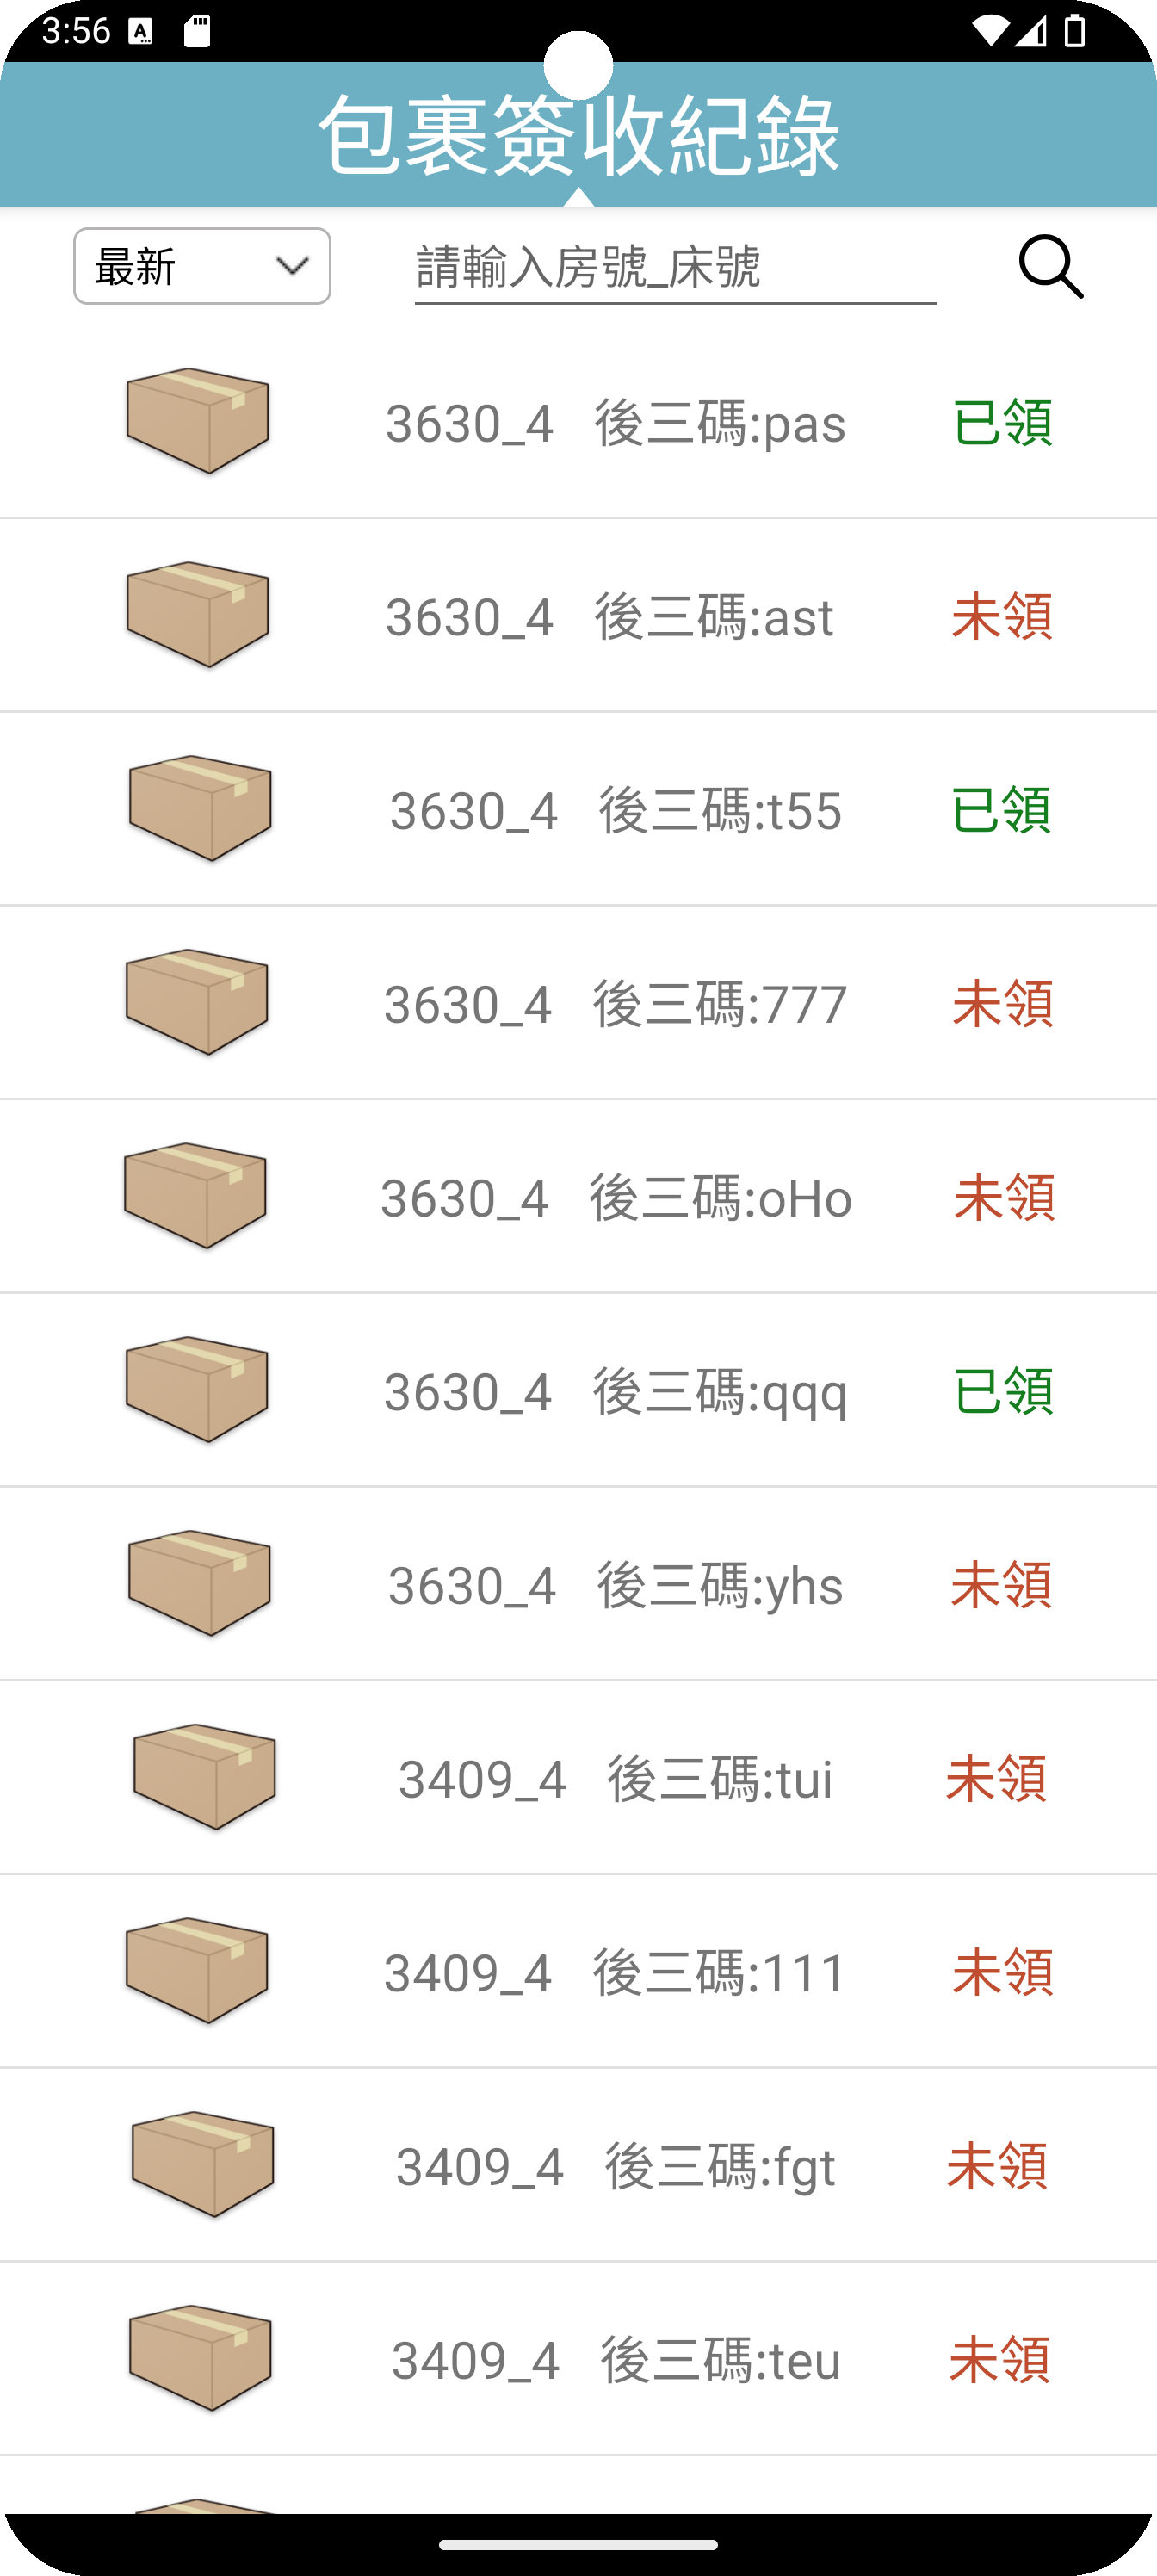 3:56
包裹簽收紀錄
最新 請輸入房號_床號
3630_4 後三碼:pas 已領
3630_4 後三碼:ast 未領
3630_4 後三碼:t55 已領
3630_4 後三碼:777 未領
3630_4 後三碼:oHo 未領
3630_4 後三碼:qqq 已領
3630_4 後三碼:yhs 未領
3409_4 後三碼:tui 未領
3409_4 後三碼:111 未領
3409_4 後三碼:fgt 未領
3409_4 後三碼:teu 未領